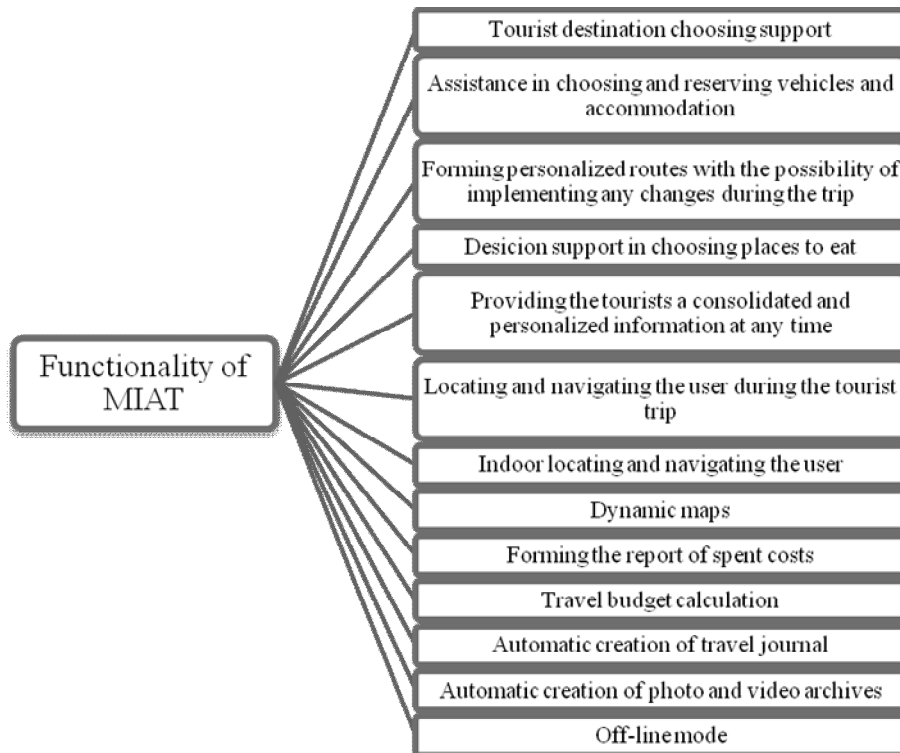 Tourist destination choosing support
Assistance in choosing and reserving vehicles and
accommodation
Forming personalized routes with the possibility of
implementing any changes during the trip
Desicion support in choosing places to eat
Providing the tourists a consolidated and
personalized information at any time
Functionality of
MIAT
Locating and navigating the user during the tourist
trip
Indoor locating and navigating the user
Dynamic maps
Forming the report of spent costs
Travel budget calculation
Automatic creation of travel journal
Automatic creation of photo and video archives
Off-line mode